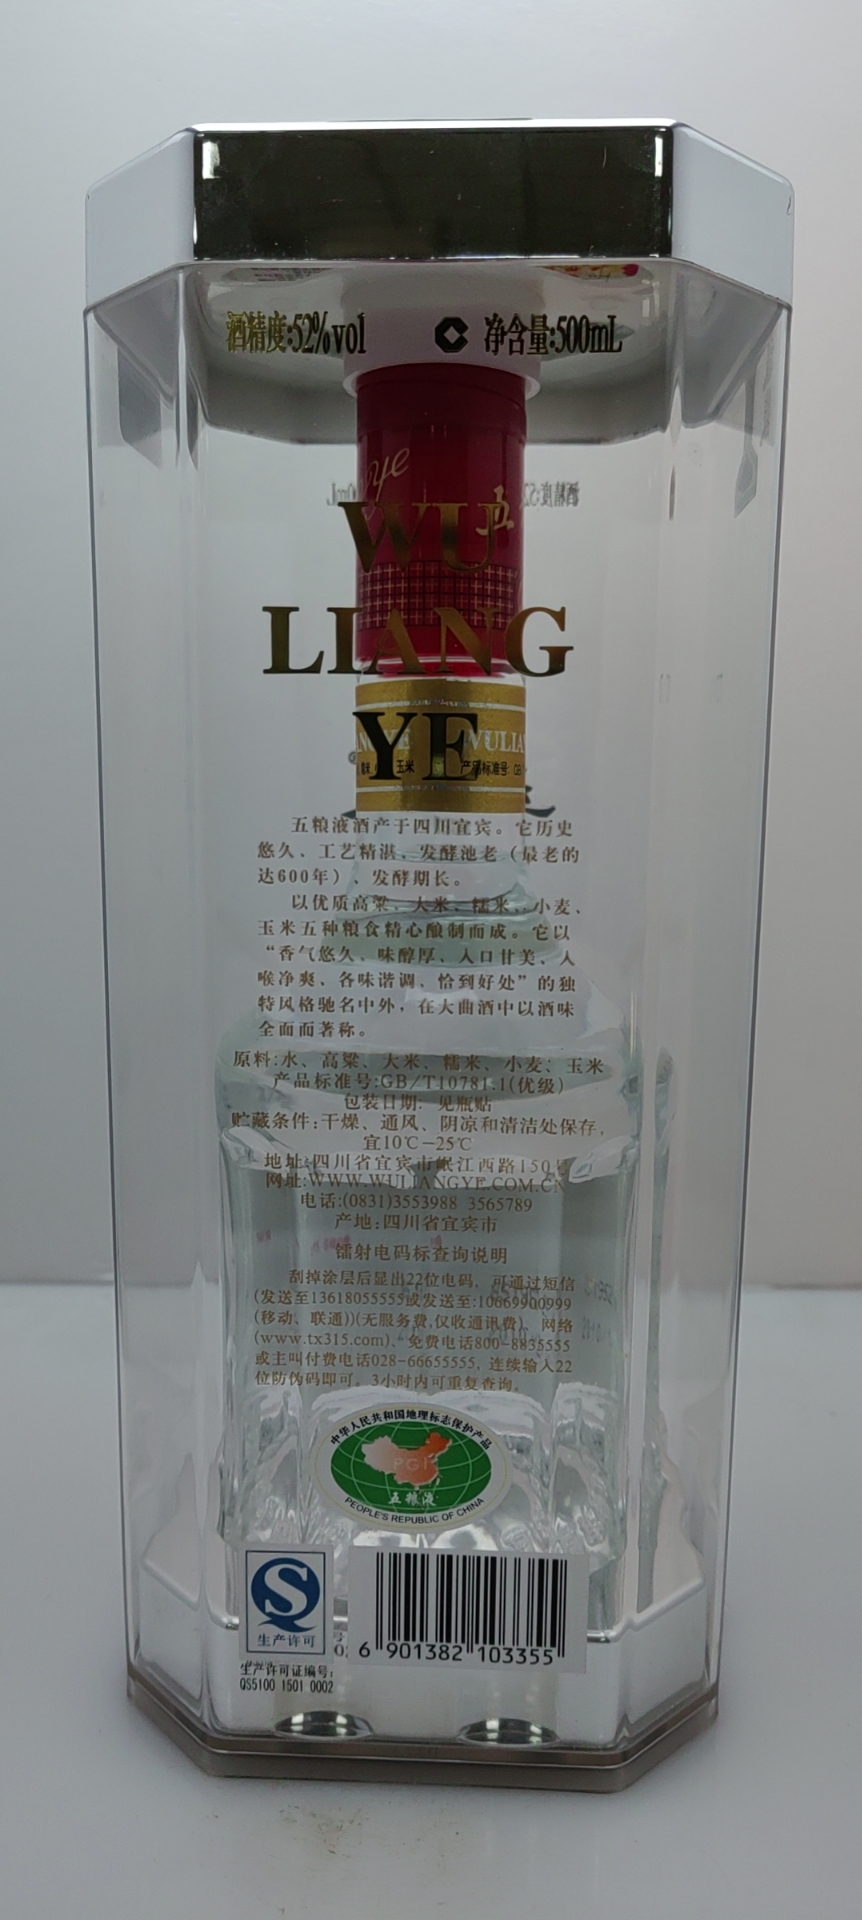 酒精度:52%vol 净含量:500mL
ye
五
WU
LIANG
YE
WULIA
玉米 产品标准号: GB
五粮液酒产于四川宜宾。它历史
悠久、工艺精湛、发酵池老(最老的
达600年)、发酵期长。
以优质高粱、大米、糯米、小麦、
玉米五种粮食精心酿制而成。它以
“香气悠久、味醇厚、入口甘美、入
喉净爽、各味谐调、恰到好处”的独
特风格驰名中外，在大曲酒中以酒味
全面而著称。
原料:水、高粱、大米、糯米、小麦、玉米
产品标准号:GB/T10781.1(优级)
包装日期: 见瓶贴
贮藏条件:干燥、通风、阴凉和清洁处保存,
宜10℃-25℃
地址:四川省宜宾市岷江西路150号
网址:WWW.WULIANGYE.COM.CN
电话:(0831)3553988 3565789
产地:四川省宜宾市
镭射电码标查询说明
刮掉涂层后显出22位电码，可通过短信
(发送至13618055555或发送至:10669900999
(移动、联通))(无服务费,仅收通讯费)、网络
(www.tx315.com)、免费电话800-8835555
或主叫付费电话028-66655555, 连续输入22
位防伪码即可。3小时内可重复查询。
中华人民共和国地理标志保护产品
PGI
五粮液
PEOPLE'S REPUBLIC OF CHINA
生产许可
6 901382 103355
生产许可证编号:
QS5100 1501 0002